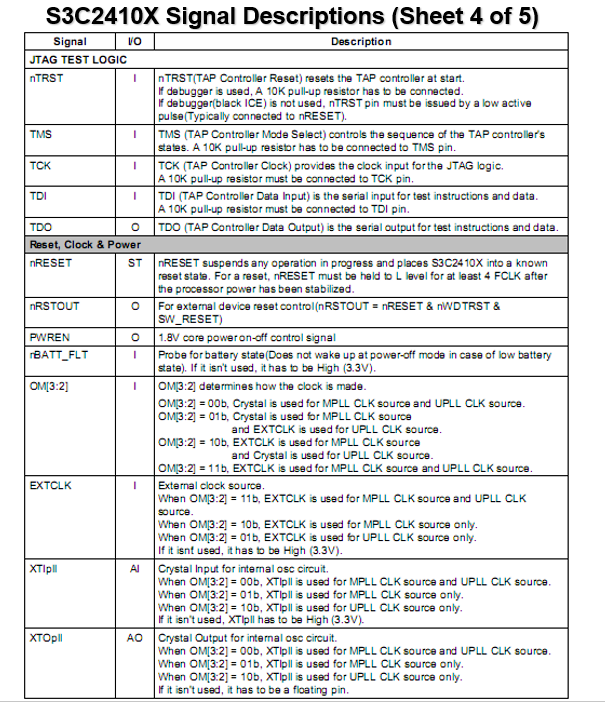 S3C2410X Signal Descriptions (Sheet 4 of 5)
Signal I/O Description
JTAG TEST LOGIC
nTRST I nTRST(TAP Controller Reset) resets the TAP controller at start.
If debugger is used, A 10K pull-up resistor has to be connected.
If debugger(black ICE) is not used, nTRST pin must be issued by a low active
pulse(Typically connected to nRESET).
TMS I TMS (TAP Controller Mode Select) controls the sequence of the TAP controller's
states. A 10K pull-up resistor has to be connected to TMS pin.
TCK I TCK (TAP Controller Clock) provides the clock input for the JTAG logic.
A 10K pull-up resistor must be connected to TCK pin.
TDI I TDI (TAP Controller Data Input) is the serial input for test instructions and data.
A 10K pull-up resistor must be connected to TDI pin.
TDO O TDO (TAP Controller Data Output) is the serial output for test instructions and data.
Reset, Clock & Power
nRESET ST nRESET suspends any operation in progress and places S3C2410X into a known
reset state. For a reset, nRESET must be held to L level for at least 4 FCLK after
the processor power has been stabilized.
nRSTOUT O For external device reset control(nRSTOUT = nRESET & nWDTRST &
SW_RESET)
PWREN O 1.8V core power on-off control signal
nBATT_FLT I Probe for battery state(Does not wake up at power-off mode in case of low battery
state). If it isn't used, it has to be High (3.3V).
OM[3:2] I OM[3:2] determines how the clock is made.
OM[3:2] = 00b, Crystal is used for MPLL CLK source and UPLL CLK source.
OM[3:2] = 01b, Crystal is used for MPLL CLK source
and EXTCLK is used for UPLL CLK source.
OM[3:2] = 10b, EXTCLK is used for MPLL CLK source
and Crystal is used for UPLL CLK source.
OM[3:2] = 11b, EXTCLK is used for MPLL CLK source and UPLL CLK source.
EXTCLK I External clock source.
When OM[3:2] = 11b, EXTCLK is used for MPLL CLK source and UPLL CLK
source.
When OM[3:2] = 10b, EXTCLK is used for MPLL CLK source only.
When OM[3:2] = 01b, EXTCLK is used for UPLL CLK source only.
If it isnt used, it has to be High (3.3V).
XTIpll AI Crystal Input for internal osc circuit.
When OM[3:2] = 00b, XTIpll is used for MPLL CLK source and UPLL CLK source.
When OM[3:2] = 01b, XTIpll is used for MPLL CLK source only.
When OM[3:2] = 10b, XTIpll is used for UPLL CLK source only.
If it isn't used, XTIpll has to be High (3.3V).
XTOpll AO Crystal Output for internal osc circuit.
When OM[3:2] = 00b, XTIpll is used for MPLL CLK source and UPLL CLK source.
When OM[3:2] = 01b, XTIpll is used for MPLL CLK source only.
When OM[3:2] = 10b, XTIpll is used for UPLL CLK source only.
If it isn't used, it has to be a floating pin.